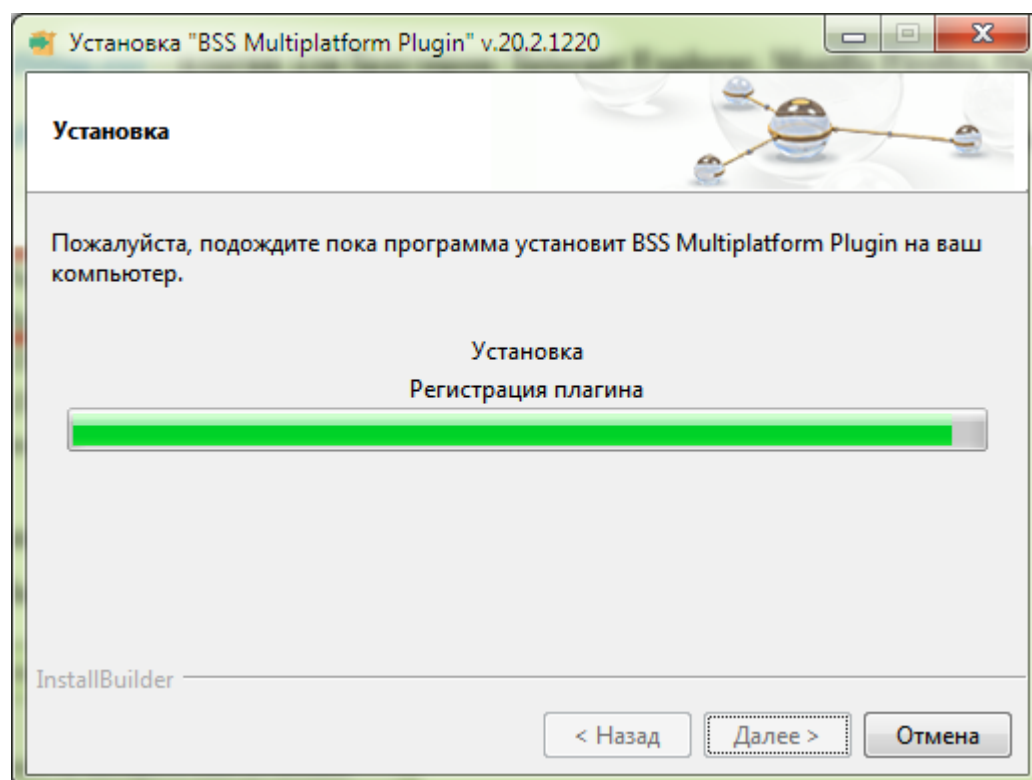 Установка "BSS Multiplatform Plugin" v.20.2.1220
Установка
Пожалуйста, подождите пока программа установит BSS Multiplatform Plugin на ваш
компьютер.
Установка
Регистрация плагина
InstallBuilder
< Назад Далее > Отмена